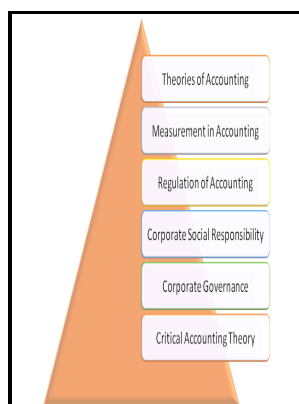 Theories of Accounting
Measurement in Accounting
Regulation of Accounting
Corporate Social Responsibility
Corporate Governance
Critical Accounting Theory